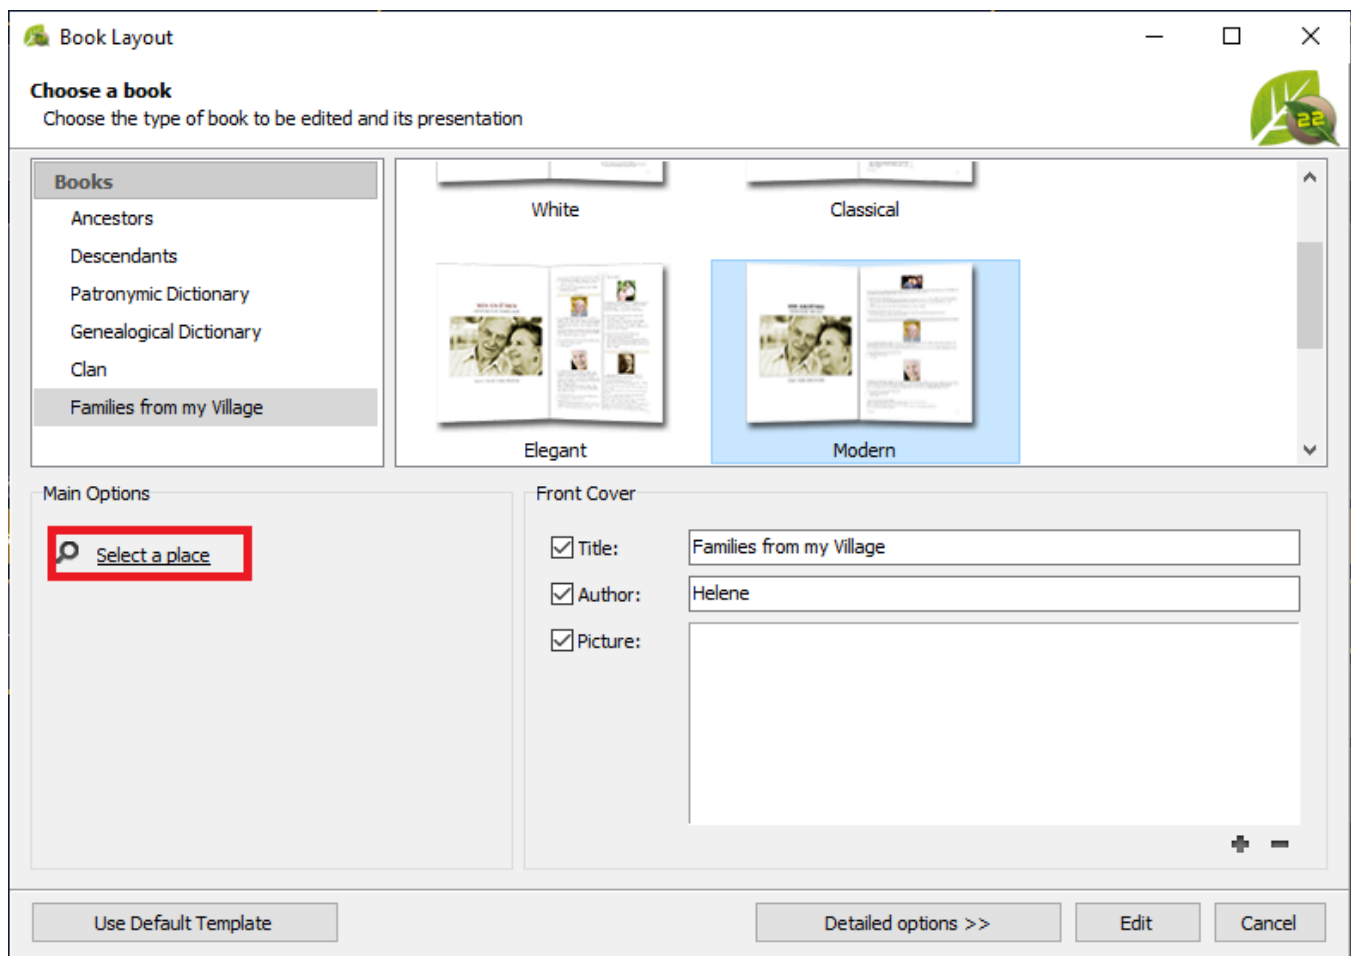 Book Layout
Choose a book
Choose the type of book to be edited and its presentation
22
Books
Ancestors
Descendants
Patronymic Dictionary
Genealogical Dictionary
Clan
Families from my Village
White
Classical
Elegant
Modern
Main Options
Select a place
Front Cover
Title:
Families from my Village
Author:
Helene
Picture:
Use Default Template
Detailed options >>
Edit
Cancel